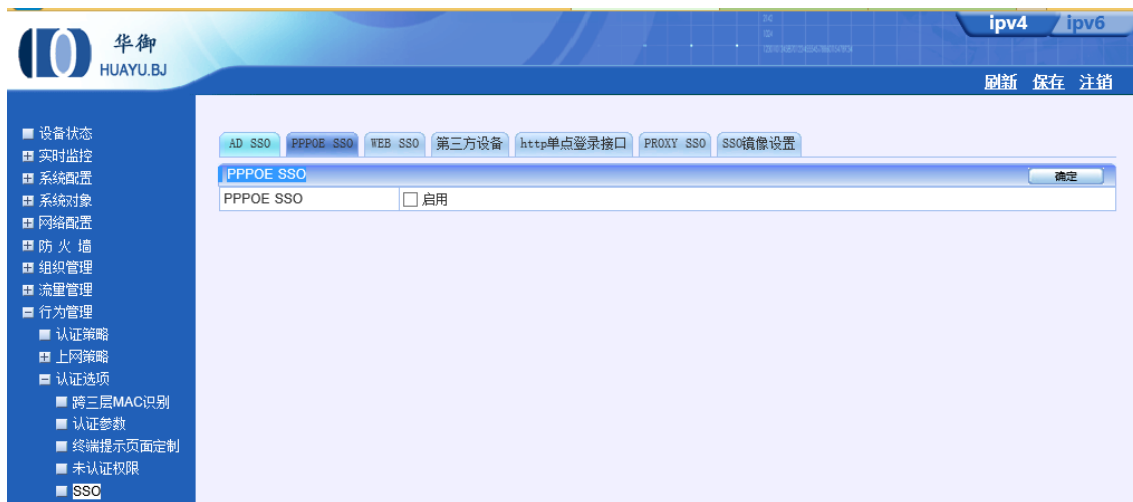 ipv4 ipv6
华御
HUAYU.BJ
刷新 保存 注销
设备状态
实时监控
系统配置
系统对象
网络配置
防 火 墙
组织管理
流量管理
行为管理
认证策略
上网策略
认证选项
跨三层MAC识别
认证参数
终端提示页面定制
未认证权限
SSO
AD SSO PPPOE SSO WEB SSO 第三方设备 http单点登录接口 PROXY SSO SSO镜像设置
PPPOE SSO 确定
PPPOE SSO 启用